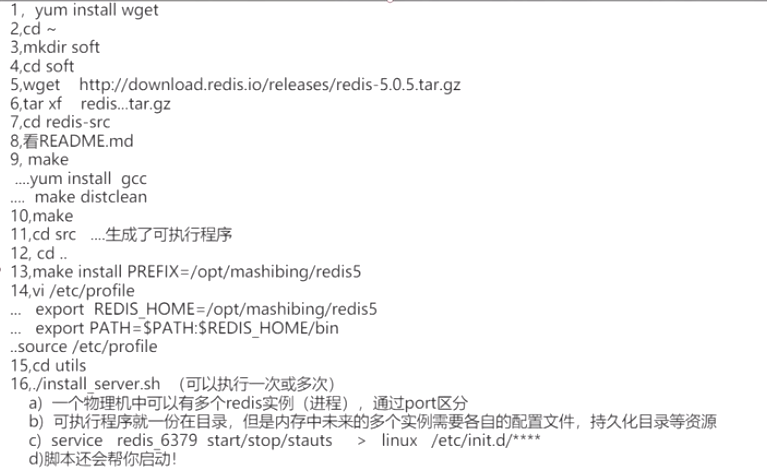 1，yum install wget
2,cd ~
3,mkdir soft
4,cd soft
5,wget http://download.redis.io/releases/redis-5.0.5.tar.gz
6,tar xf redis...tar.gz
7,cd redis-src
8,看README.md
9, make
....yum install gcc
.... make distclean
10,make
11,cd src ....生成了可执行程序
12, cd ..
13,make install PREFIX=/opt/mashibing/redis5
14,vi /etc/profile
... export REDIS_HOME=/opt/mashibing/redis5
... export PATH=$PATH:$REDIS_HOME/bin
..source /etc/profile
15,cd utils
16,./install_server.sh （可以执行一次或多次）
a) 一个物理机中可以有多个redis实例（进程），通过port区分
b) 可执行程序就一份在目录，但是内存中未来的多个实例需要各自的配置文件，持久化目录等资源
c) service redis_6379 start/stop/stauts > linux /etc/init.d/****
d)脚本还会帮你启动！